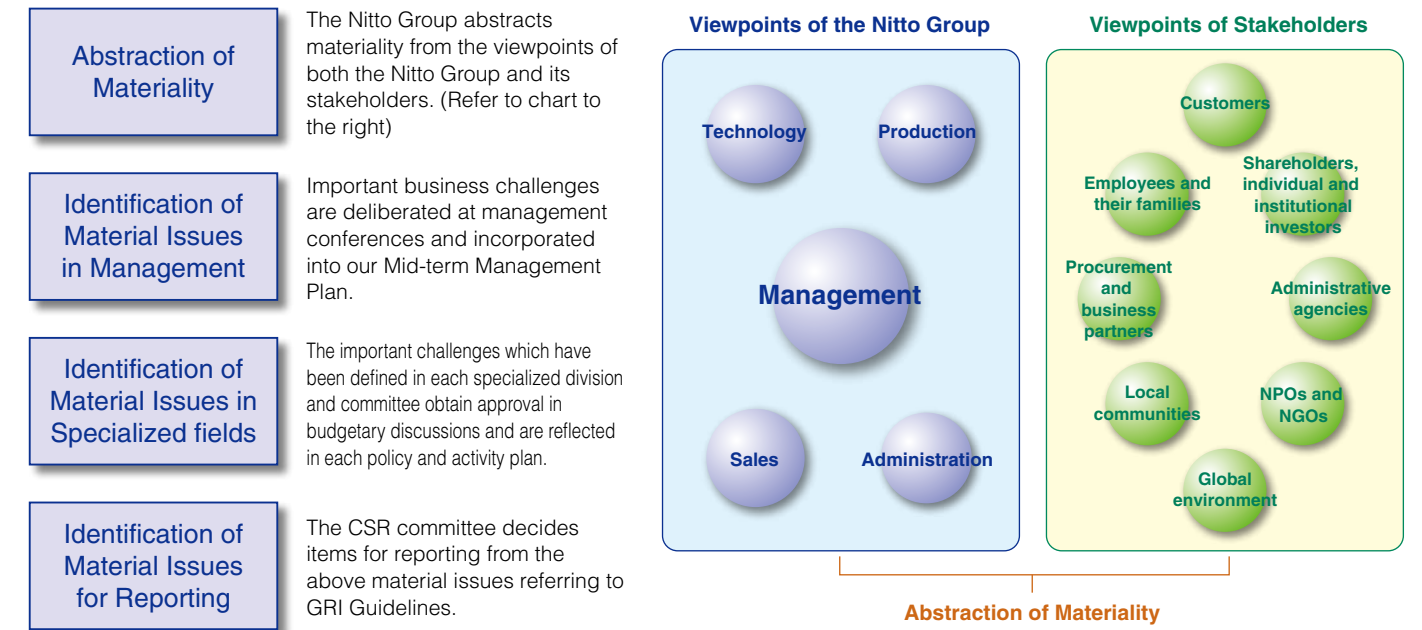 Abstraction of
Materiality
The Nitto Group abstracts
materiality from the viewpoints of
both the Nitto Group and its
stakeholders. (Refer to chart to
the right)
Identification of
Material Issues
in Management
Important business challenges
are deliberated at management
conferences and incorporated
into our Mid-term Management
Plan.
Identification of
Material Issues in
Specialized fields
The important challenges which have
been defined in each specialized division
and committee obtain approval in
budgetary discussions and are reflected
in each policy and activity plan.
Identification of
Material Issues
for Reporting
The CSR committee decides
items for reporting from the
above material issues referring to
GRI Guidelines.
Viewpoints of the Nitto Group
Technology
Production
Management
Sales
Administration
Viewpoints of Stakeholders
Customers
Employees and
their families
Shareholders,
individual and
institutional
investors
Procurement
and
business
partners
Administrative
agencies
Local
communities
NPOs and
NGOs
Global
environment
Abstraction of Materiality